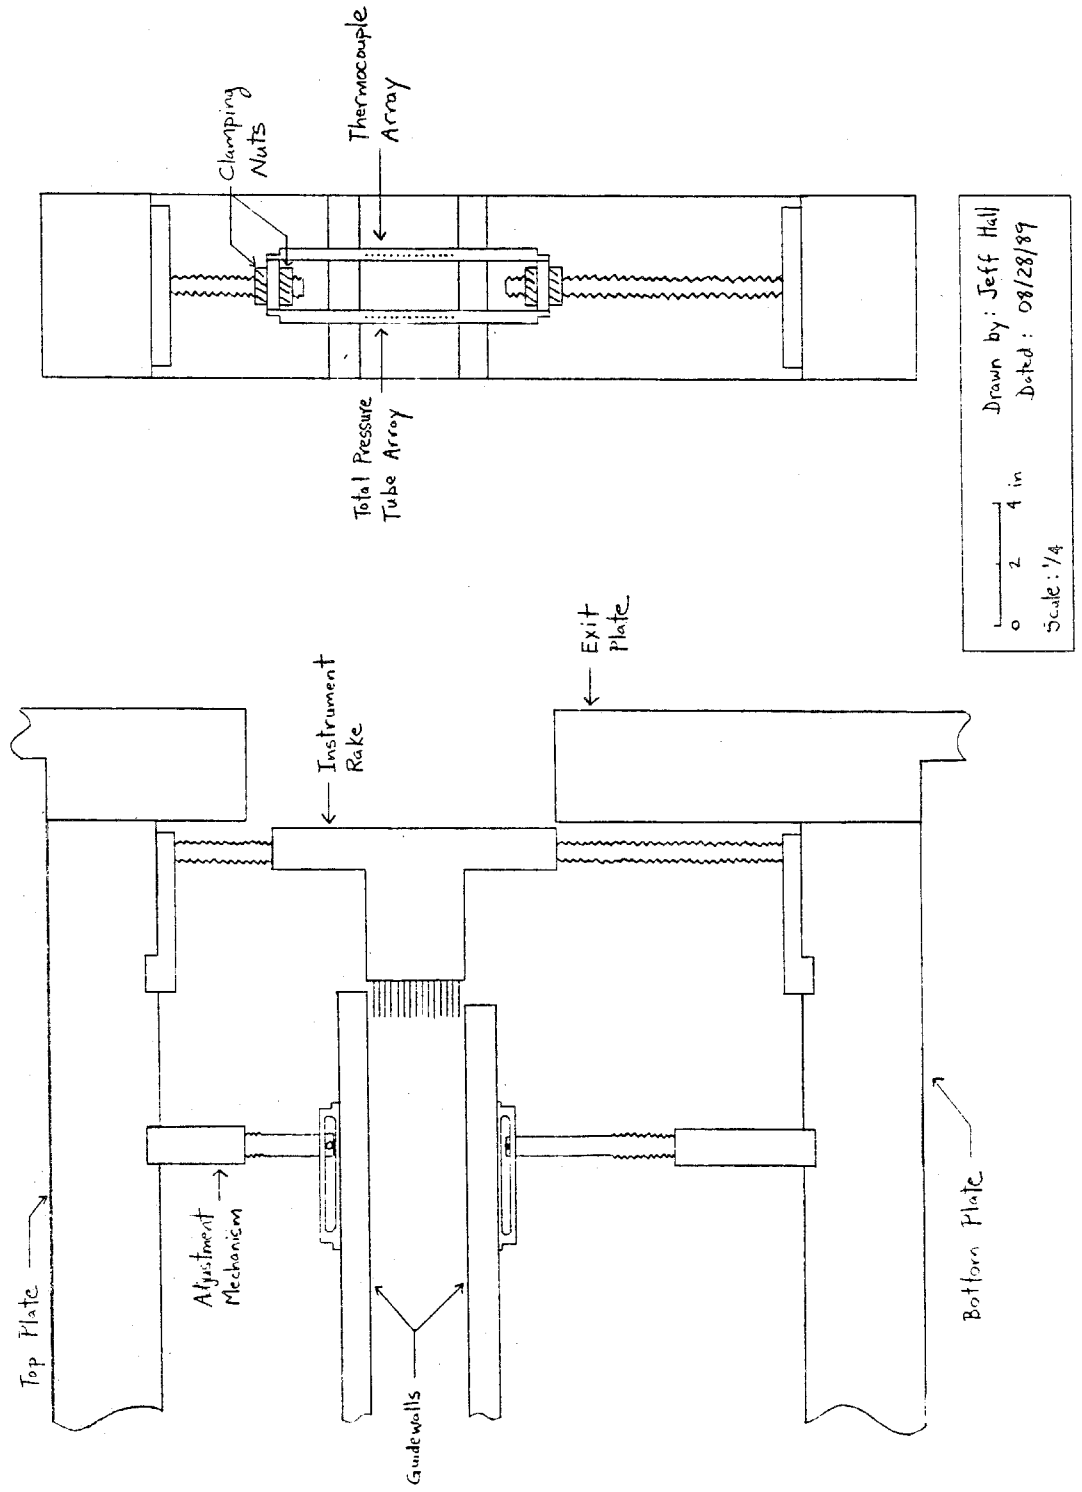 Top Plate
Adjustment
Mechanism
Guidewalls
Bottom Plate
Instrument
Rake
Exit
Plate
Total Pressure
Tube Array
Clamping
Nuts
Thermocouple
Array
0 2 4 in
Scale: 1/4
Drawn by: Jeff Hall
Dated: 08/28/89